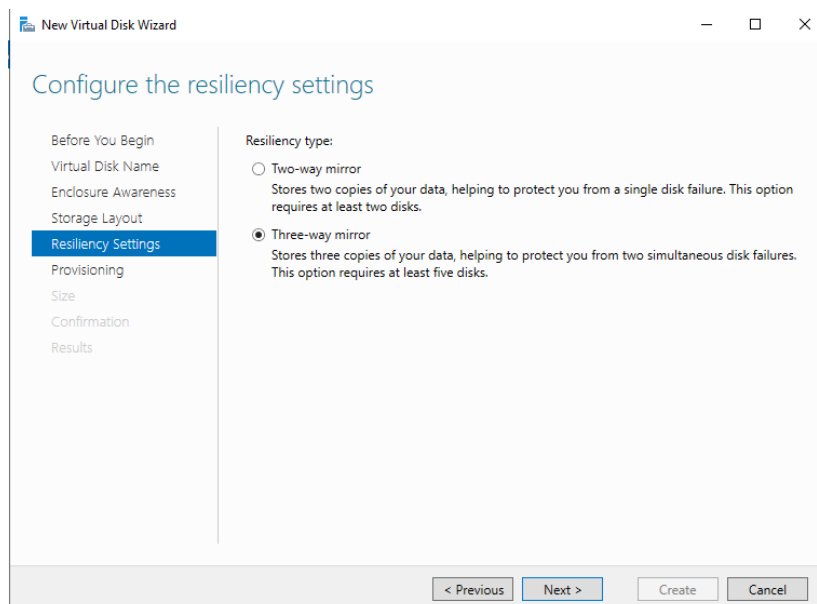 New Virtual Disk Wizard
Configure the resiliency settings
Before You Begin
Virtual Disk Name
Enclosure Awareness
Storage Layout
Resiliency Settings
Provisioning
Size
Confirmation
Results
Resiliency type:
Two-way mirror
Stores two copies of your data, helping to protect you from a single disk failure. This option
requires at least two disks.
Three-way mirror
Stores three copies of your data, helping to protect you from two simultaneous disk failures.
This option requires at least five disks.
< Previous
Next >
Create
Cancel